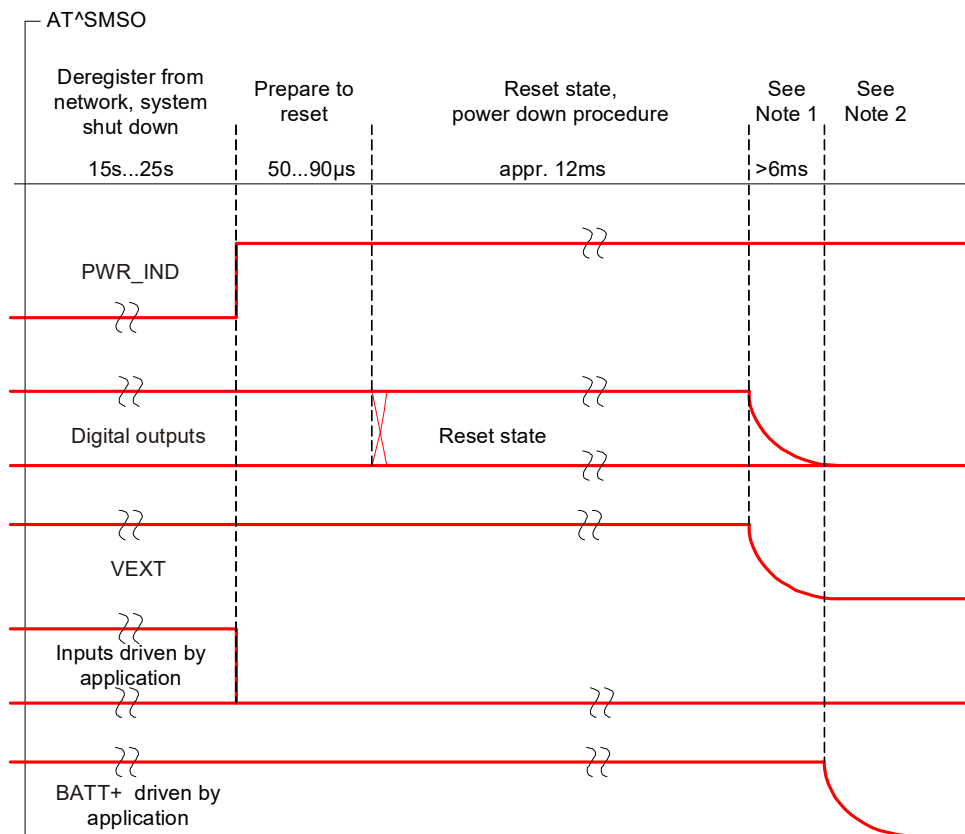 AT^SMSO
Deregister from
network, system
shut down
Prepare to
reset
Reset state,
power down procedure
See
Note 1
See
Note 2
15s...25s
50...90µs
appr. 12ms
>6ms
PWR_IND
Digital outputs
Reset state
VEXT
Inputs driven by
application
BATT+ driven by
application